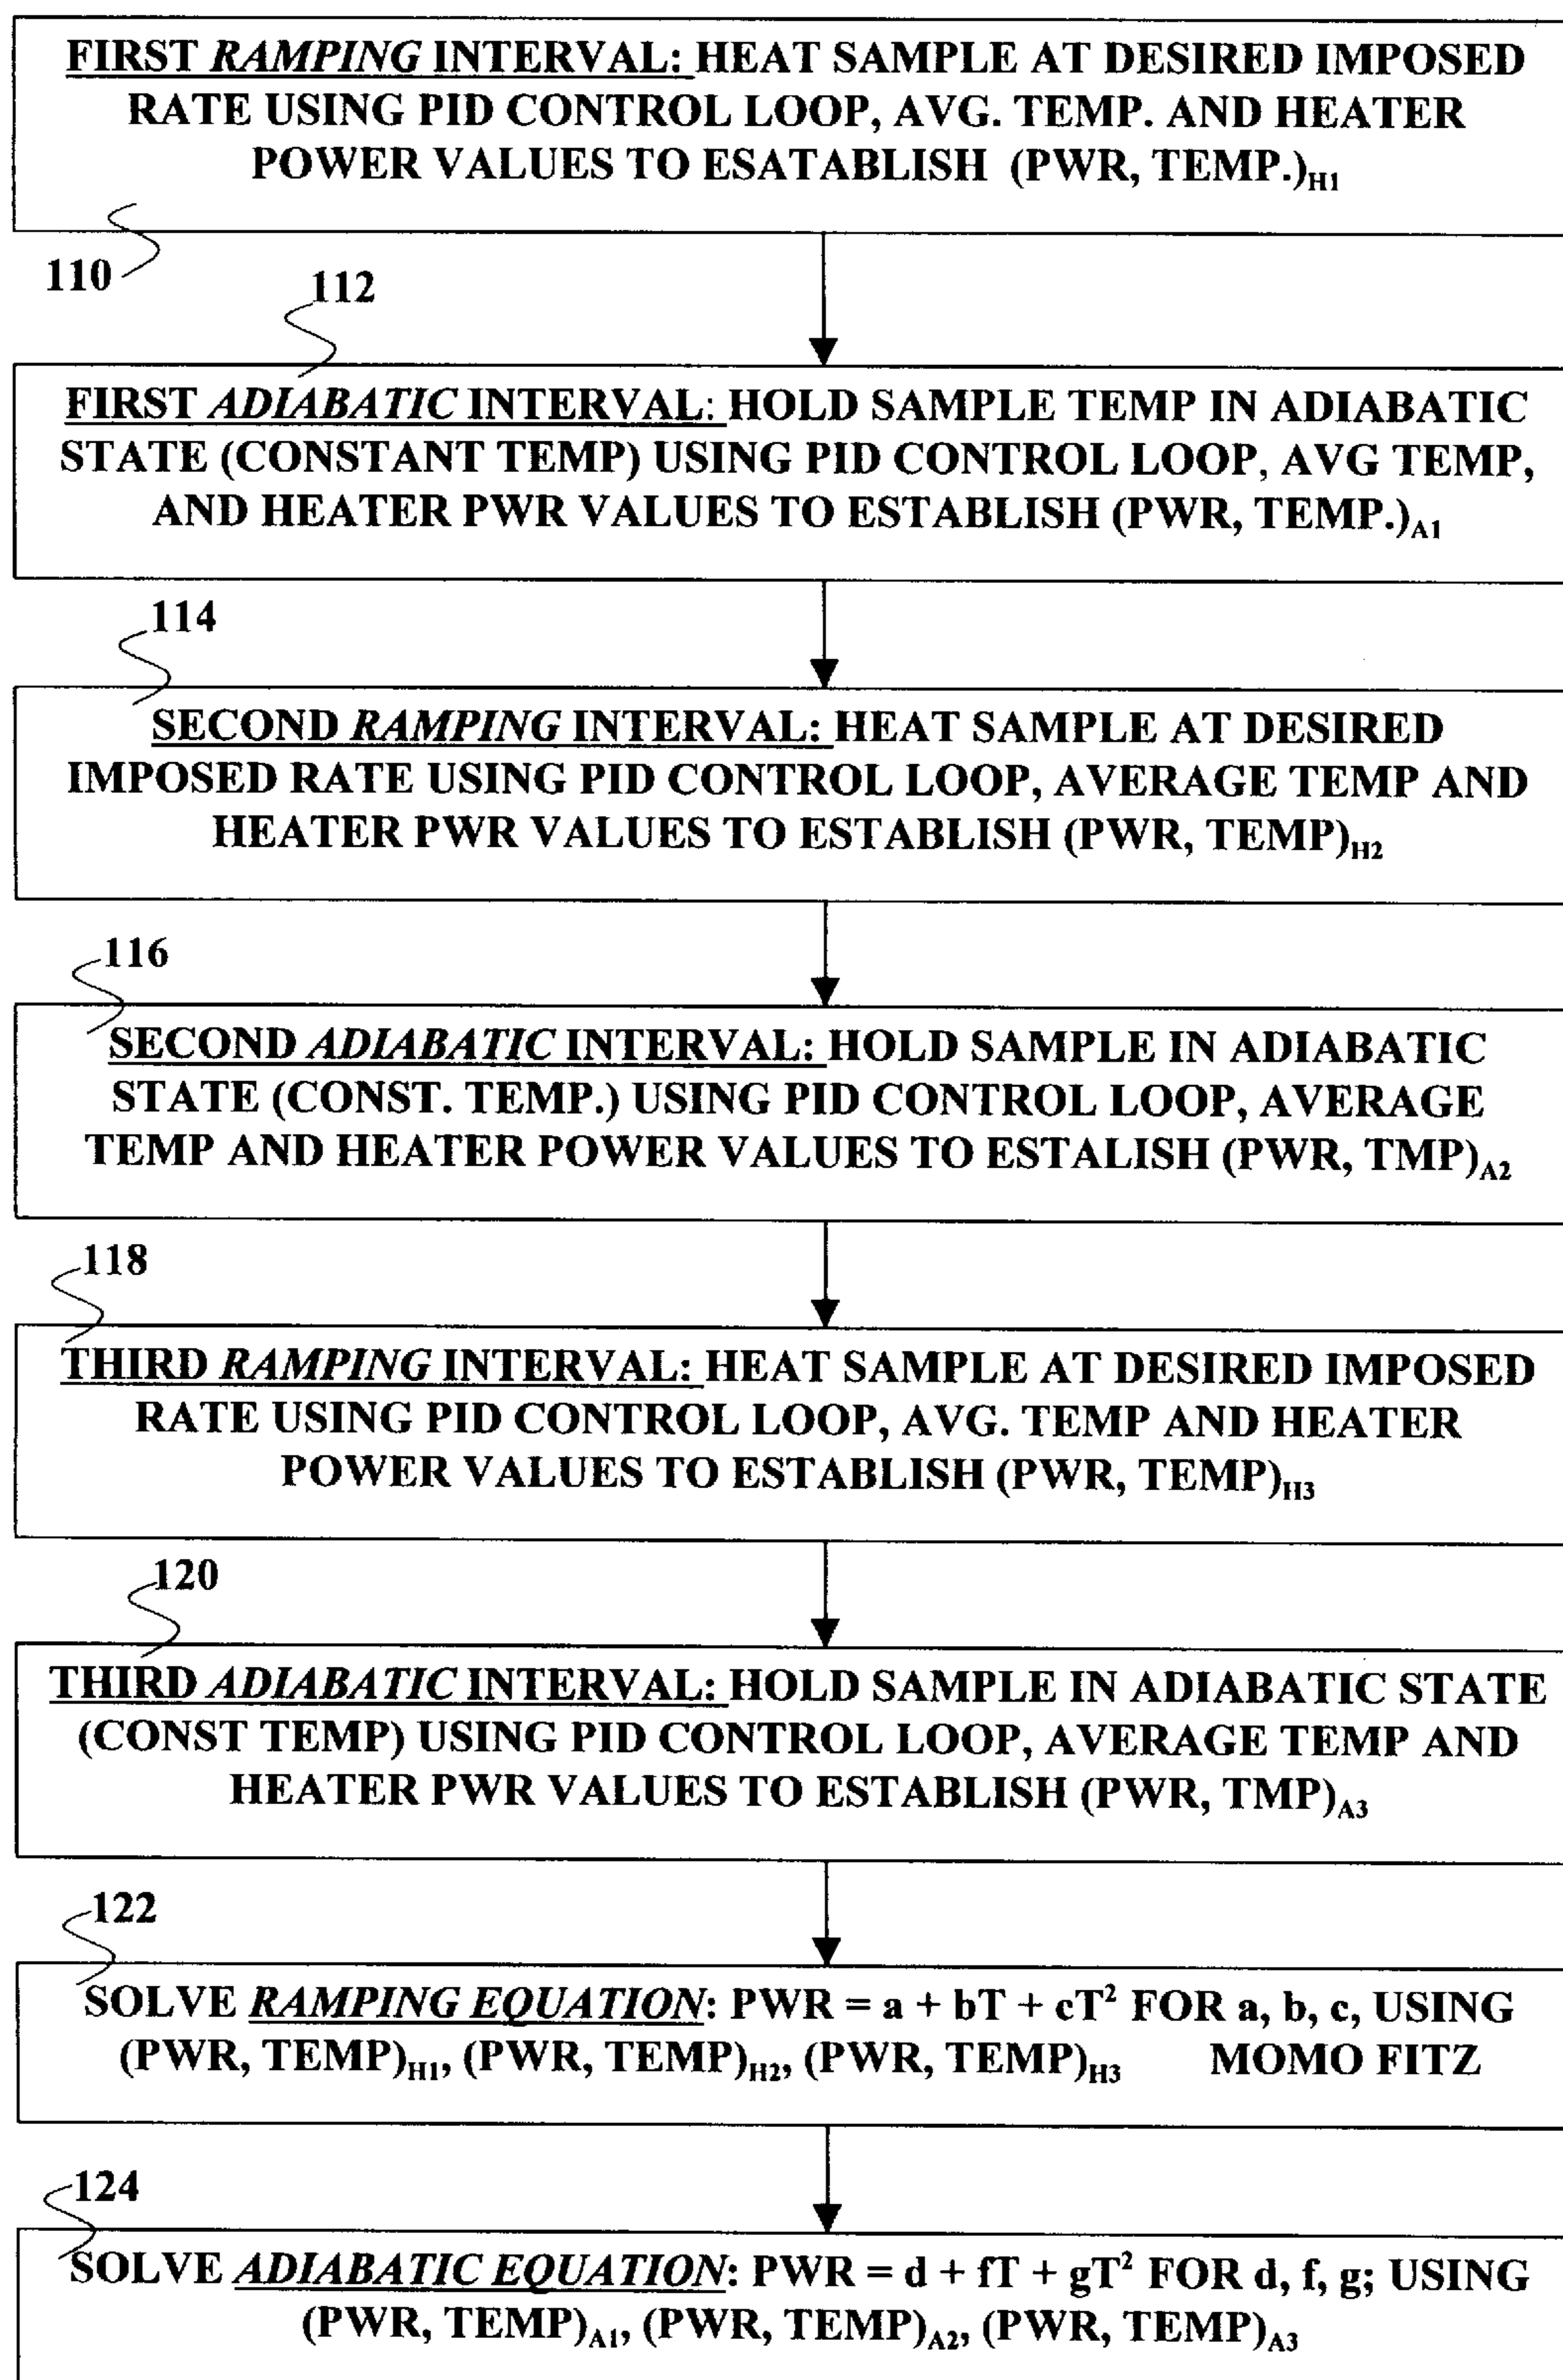 FIRST RAMPING INTERVAL: HEAT SAMPLE AT DESIRED IMPOSED
RATE USING PID CONTROL LOOP, AVG. TEMP. AND HEATER
POWER VALUES TO ESATABLISH (PWR, TEMP.)H1
110
112
FIRST ADIABATIC INTERVAL: HOLD SAMPLE TEMP IN ADIABATIC
STATE (CONSTANT TEMP) USING PID CONTROL LOOP, AVG TEMP,
AND HEATER PWR VALUES TO ESTABLISH (PWR, TEMP.)A1
114
SECOND RAMPING INTERVAL: HEAT SAMPLE AT DESIRED
IMPOSED RATE USING PID CONTROL LOOP, AVERAGE TEMP AND
HEATER PWR VALUES TO ESTABLISH (PWR, TEMP)H2
116
SECOND ADIABATIC INTERVAL: HOLD SAMPLE IN ADIABATIC
STATE (CONST. TEMP.) USING PID CONTROL LOOP, AVERAGE
TEMP AND HEATER POWER VALUES TO ESTALISH (PWR, TMP)A2
118
THIRD RAMPING INTERVAL: HEAT SAMPLE AT DESIRED IMPOSED
RATE USING PID CONTROL LOOP, AVG. TEMP AND HEATER
POWER VALUES TO ESTABLISH (PWR, TEMP)H3
120
THIRD ADIABATIC INTERVAL: HOLD SAMPLE IN ADIABATIC STATE
(CONST TEMP) USING PID CONTROL LOOP, AVERAGE TEMP AND
HEATER PWR VALUES TO ESTABLISH (PWR, TMP)A3
122
SOLVE RAMPING EQUATION: PWR = a + bT + cT² FOR a, b, c, USING
(PWR, TEMP)H1, (PWR, TEMP)H2, (PWR, TEMP)H3 MOMO FITZ
124
SOLVE ADIABATIC EQUATION: PWR = d + fT + gT² FOR d, f, g; USING
(PWR, TEMP)A1, (PWR, TEMP)A2, (PWR, TEMP)A3